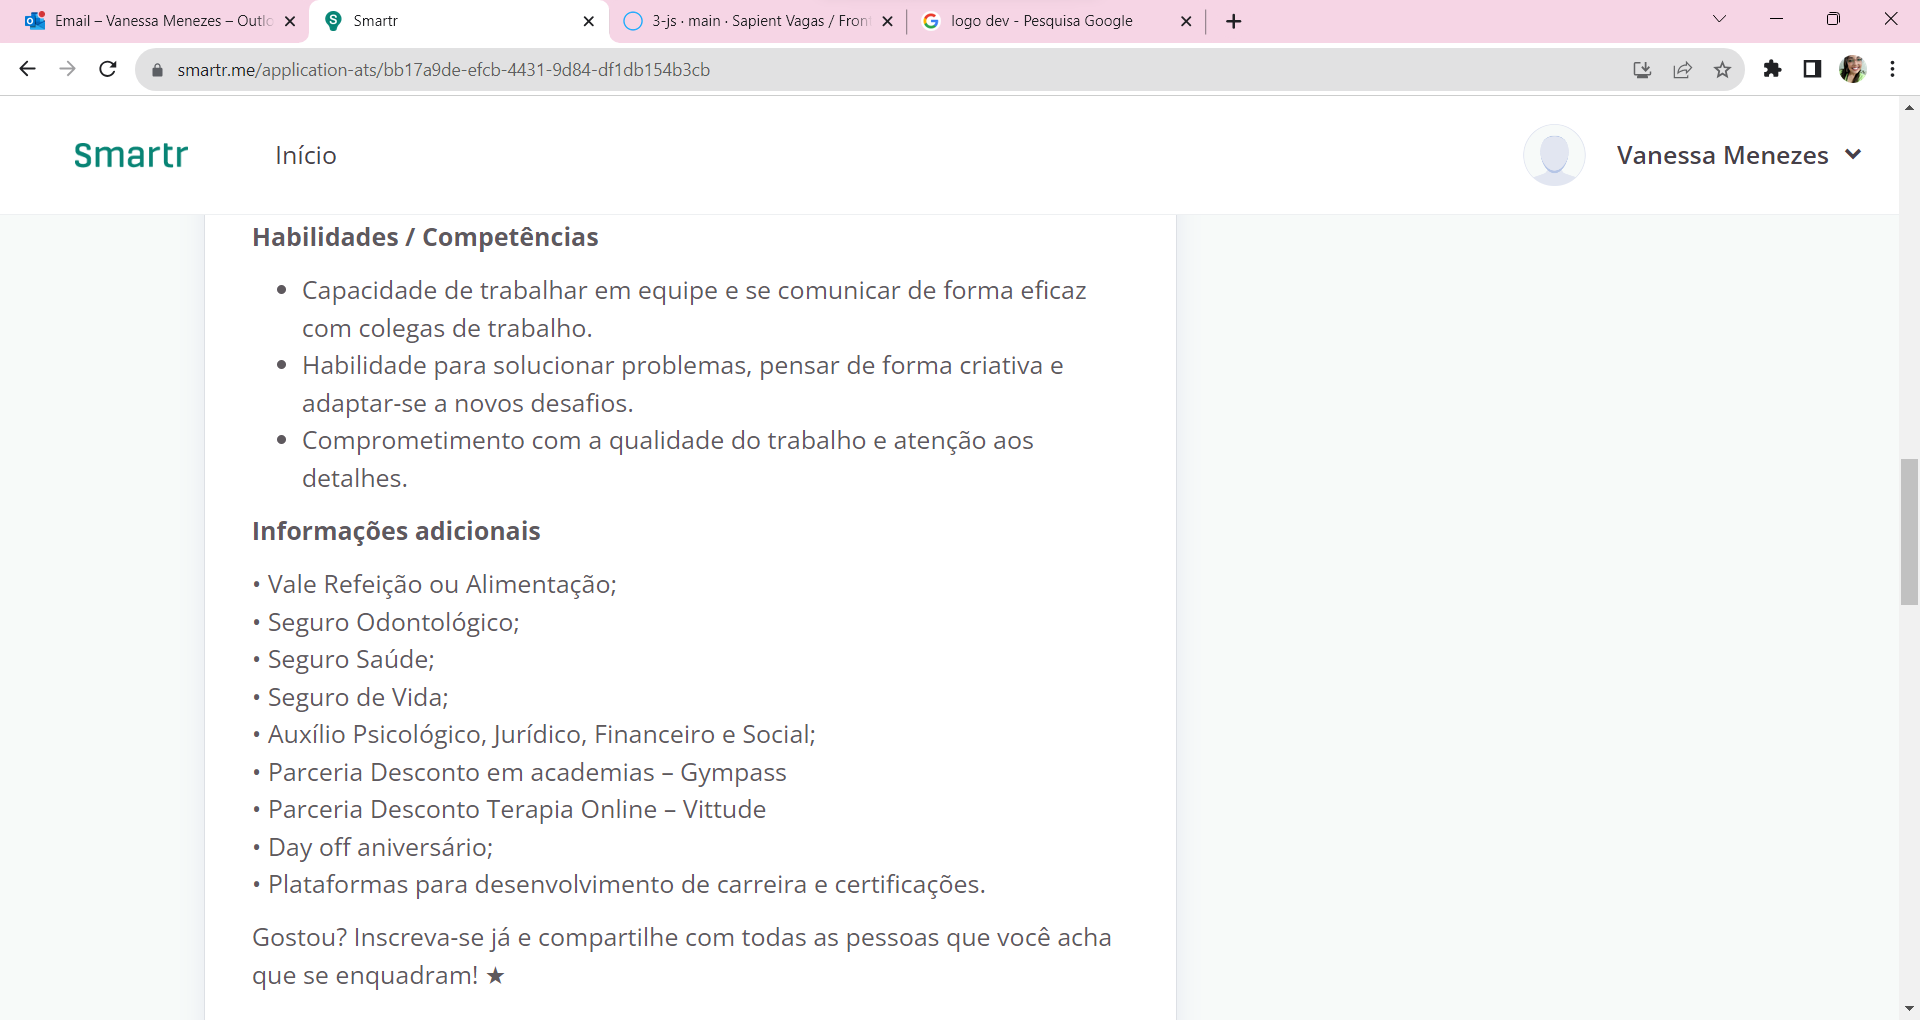 Email – Vanessa Menezes – Outlo
Smartr
3-js · main · Sapient Vagas / Front
logo dev - Pesquisa Google
smartr.me/application-ats/bb17a9de-efcb-4431-9d84-df1db154b3cb
Smartr
Início
Vanessa Menezes
Habilidades / Competências
• Capacidade de trabalhar em equipe e se comunicar de forma eficaz
com colegas de trabalho.
• Habilidade para solucionar problemas, pensar de forma criativa e
adaptar-se a novos desafios.
• Comprometimento com a qualidade do trabalho e atenção aos
detalhes.
Informações adicionais
• Vale Refeição ou Alimentação;
• Seguro Odontológico;
• Seguro Saúde;
• Seguro de Vida;
• Auxílio Psicológico, Jurídico, Financeiro e Social;
• Parceria Desconto em academias – Gympass
• Parceria Desconto Terapia Online – Vittude
• Day off aniversário;
• Plataformas para desenvolvimento de carreira e certificações.
Gostou? Inscreva-se já e compartilhe com todas as pessoas que você acha
que se enquadram! ★